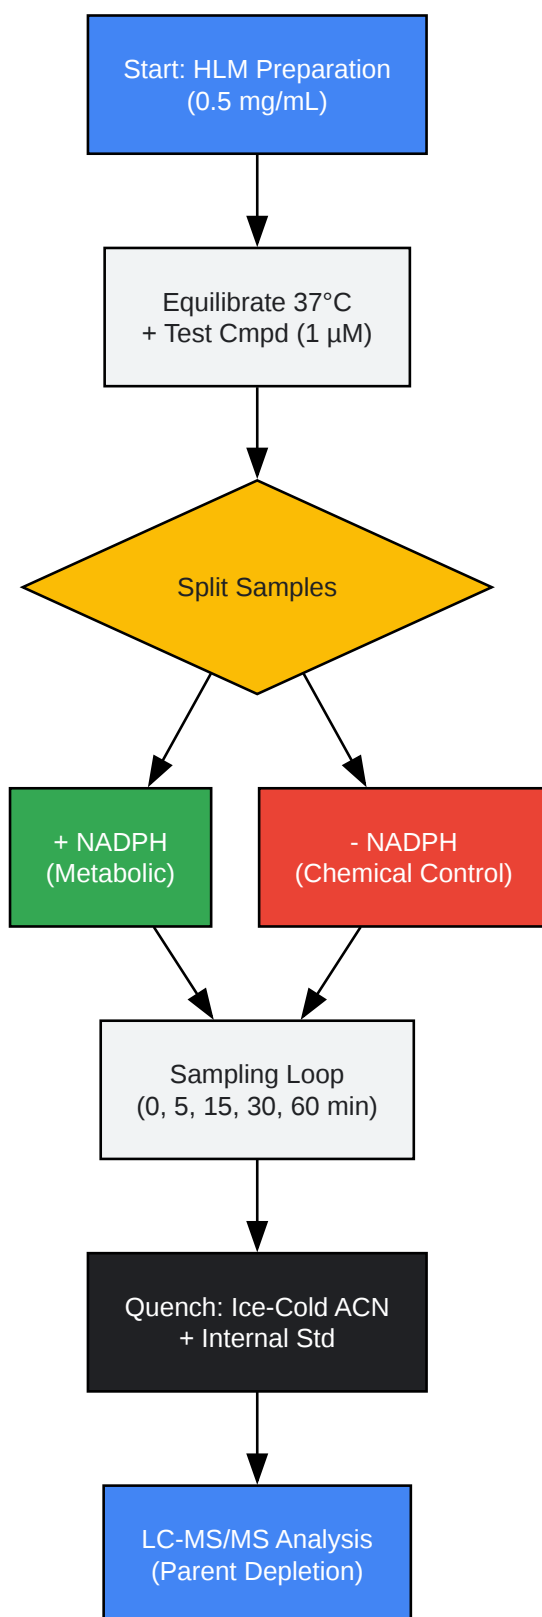 Start: HLM Preparation
(0.5 mg/mL)
Equilibrate 37°C
+ Test Cmpd (1 µM)
Split Samples
+ NADPH
(Metabolic)
- NADPH
(Chemical Control)
Sampling Loop
(0, 5, 15, 30, 60 min)
Quench: Ice-Cold ACN
+ Internal Std
LC-MS/MS Analysis
(Parent Depletion)